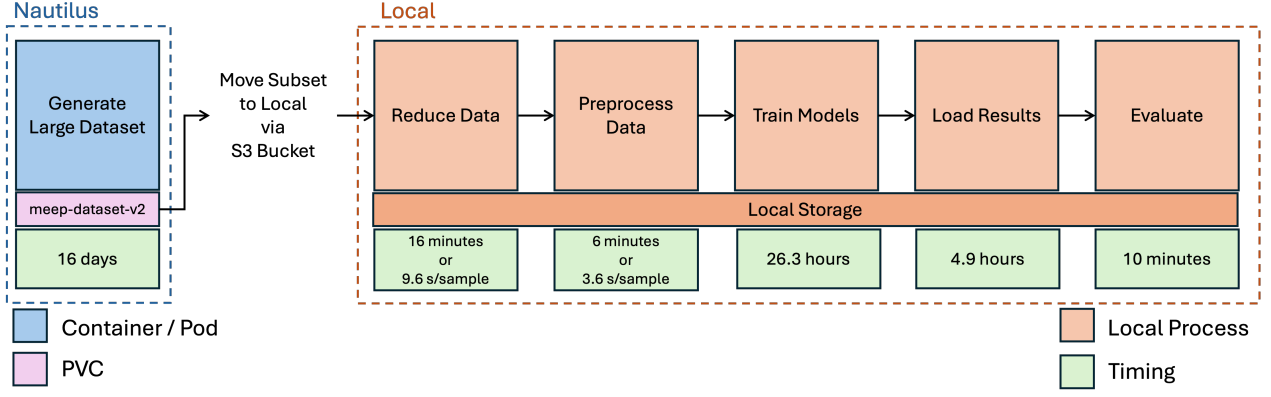 Nautilus
Generate
Large Dataset
meep-dataset-v2
16 days
Move Subset
to Local
via
S3 Bucket
Local
Reduce Data
Preprocess
Data
Train Models
Load Results
Evaluate
Local Storage
16 minutes
or
9.6 s/sample
6 minutes
or
3.6 s/sample
26.3 hours
4.9 hours
10 minutes
Container / Pod
PVC
Local Process
Timing